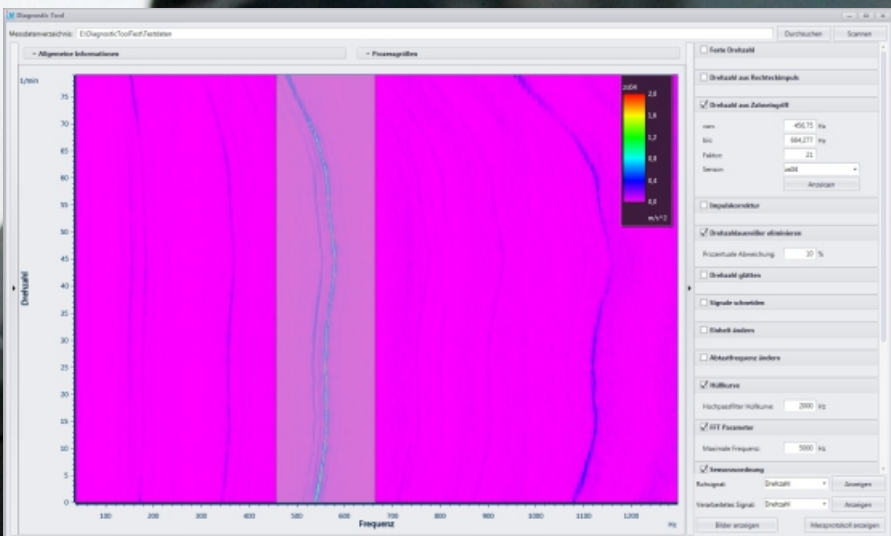 Diagnostic Tool
Messdatenverzeichnis: E:\DiagnosticToolTest\Testdaten
Durchsuchen
Scannen
Allgemeine Informationen
Prozessgrößen
1/min
75
70
65
60
55
50
45
40
35
30
25
20
15
10
5
0
Drehzahl
100 200 300 400 500 600 700 800 900 1000 1100 1200
Frequenz
Hz
2,0
1,6
1,2
0,8
0,4
0,0
m/s^2
Feste Drehzahl
Drehzahl aus Rechteckimpuls
Drehzahl aus Zahneingriff
von: 456,75 Hz
bis: Hz
Faktor: 21
Sensor:
Anzeigen
Impulskorrektur
Drehzahlausreißer eliminieren
Prozentuale Abweichung: 10 %
Drehzahl glätten
Signale schneiden
Einheit ändern
Abtastfrequenz ändern
Hüllkurve
Hochpassfilter Hüllkurve: 2000 Hz
FFT Parameter
Maximale Frequenz: 5000 Hz
Sensorzuordnung
Rohsignal: Drehzahl Anzeigen
Verarbeitetes Signal: Drehzahl Anzeigen
Bilder anzeigen
Messprotokoll anzeigen